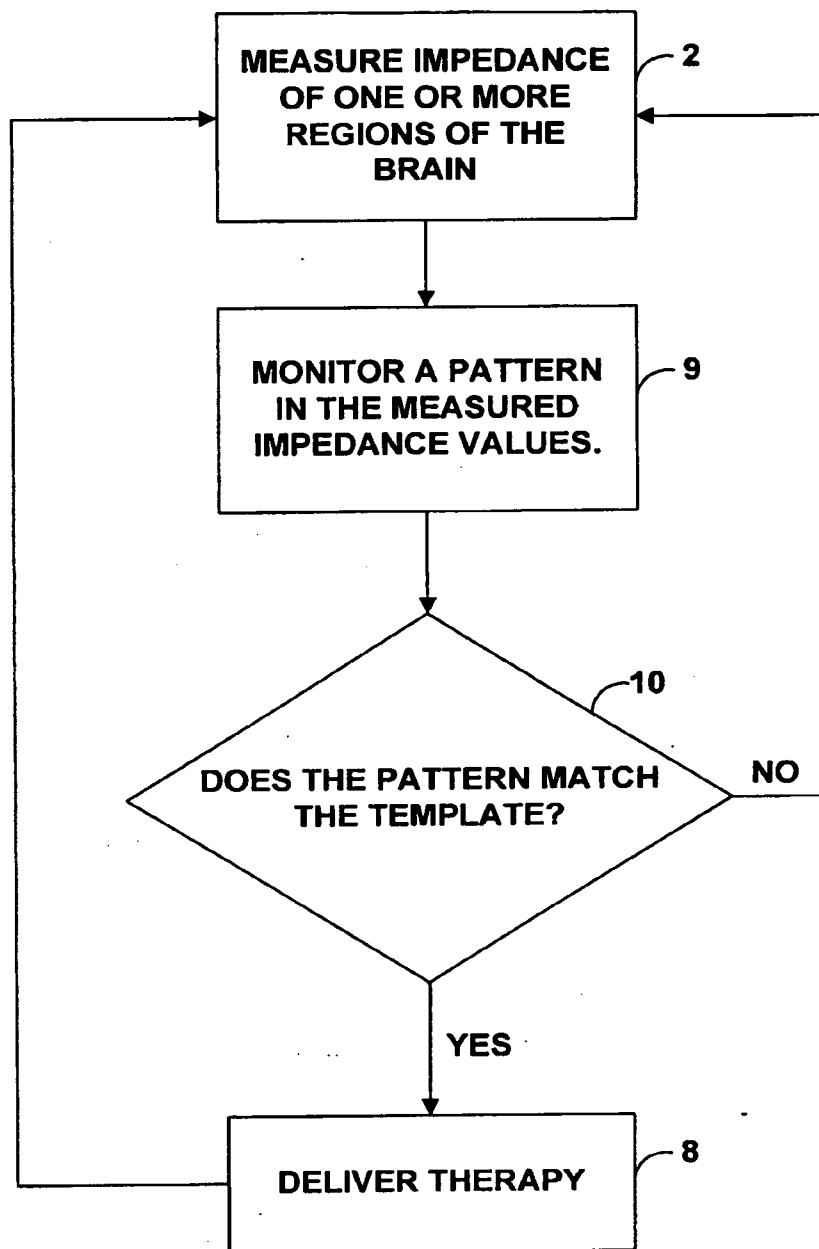 MEASURE IMPEDANCE
OF ONE OR MORE
REGIONS OF THE
BRAIN
2
MONITOR A PATTERN
IN THE MEASURED
IMPEDANCE VALUES.
9
10
DOES THE PATTERN MATCH
THE TEMPLATE?
NO
YES
DELIVER THERAPY
8